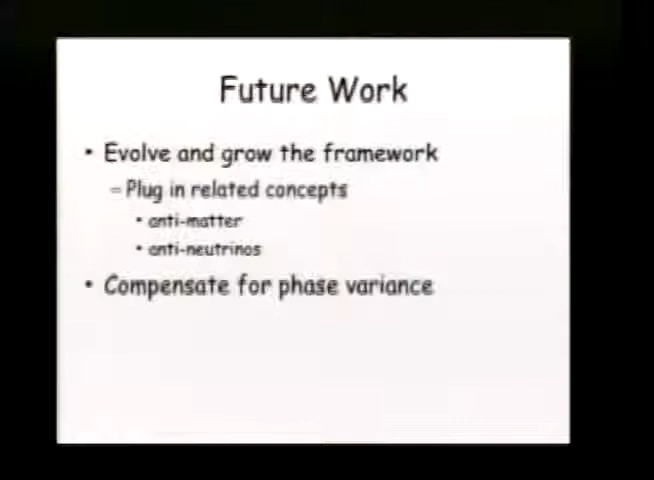 Future Work
• Evolve and grow the framework
– Plug in related concepts
• anti-matter
• anti-neutrinos
• Compensate for phase variance